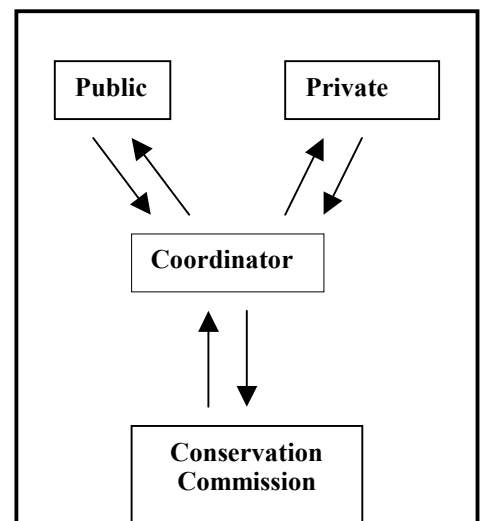 Public
Private
Coordinator
Conservation
Commission